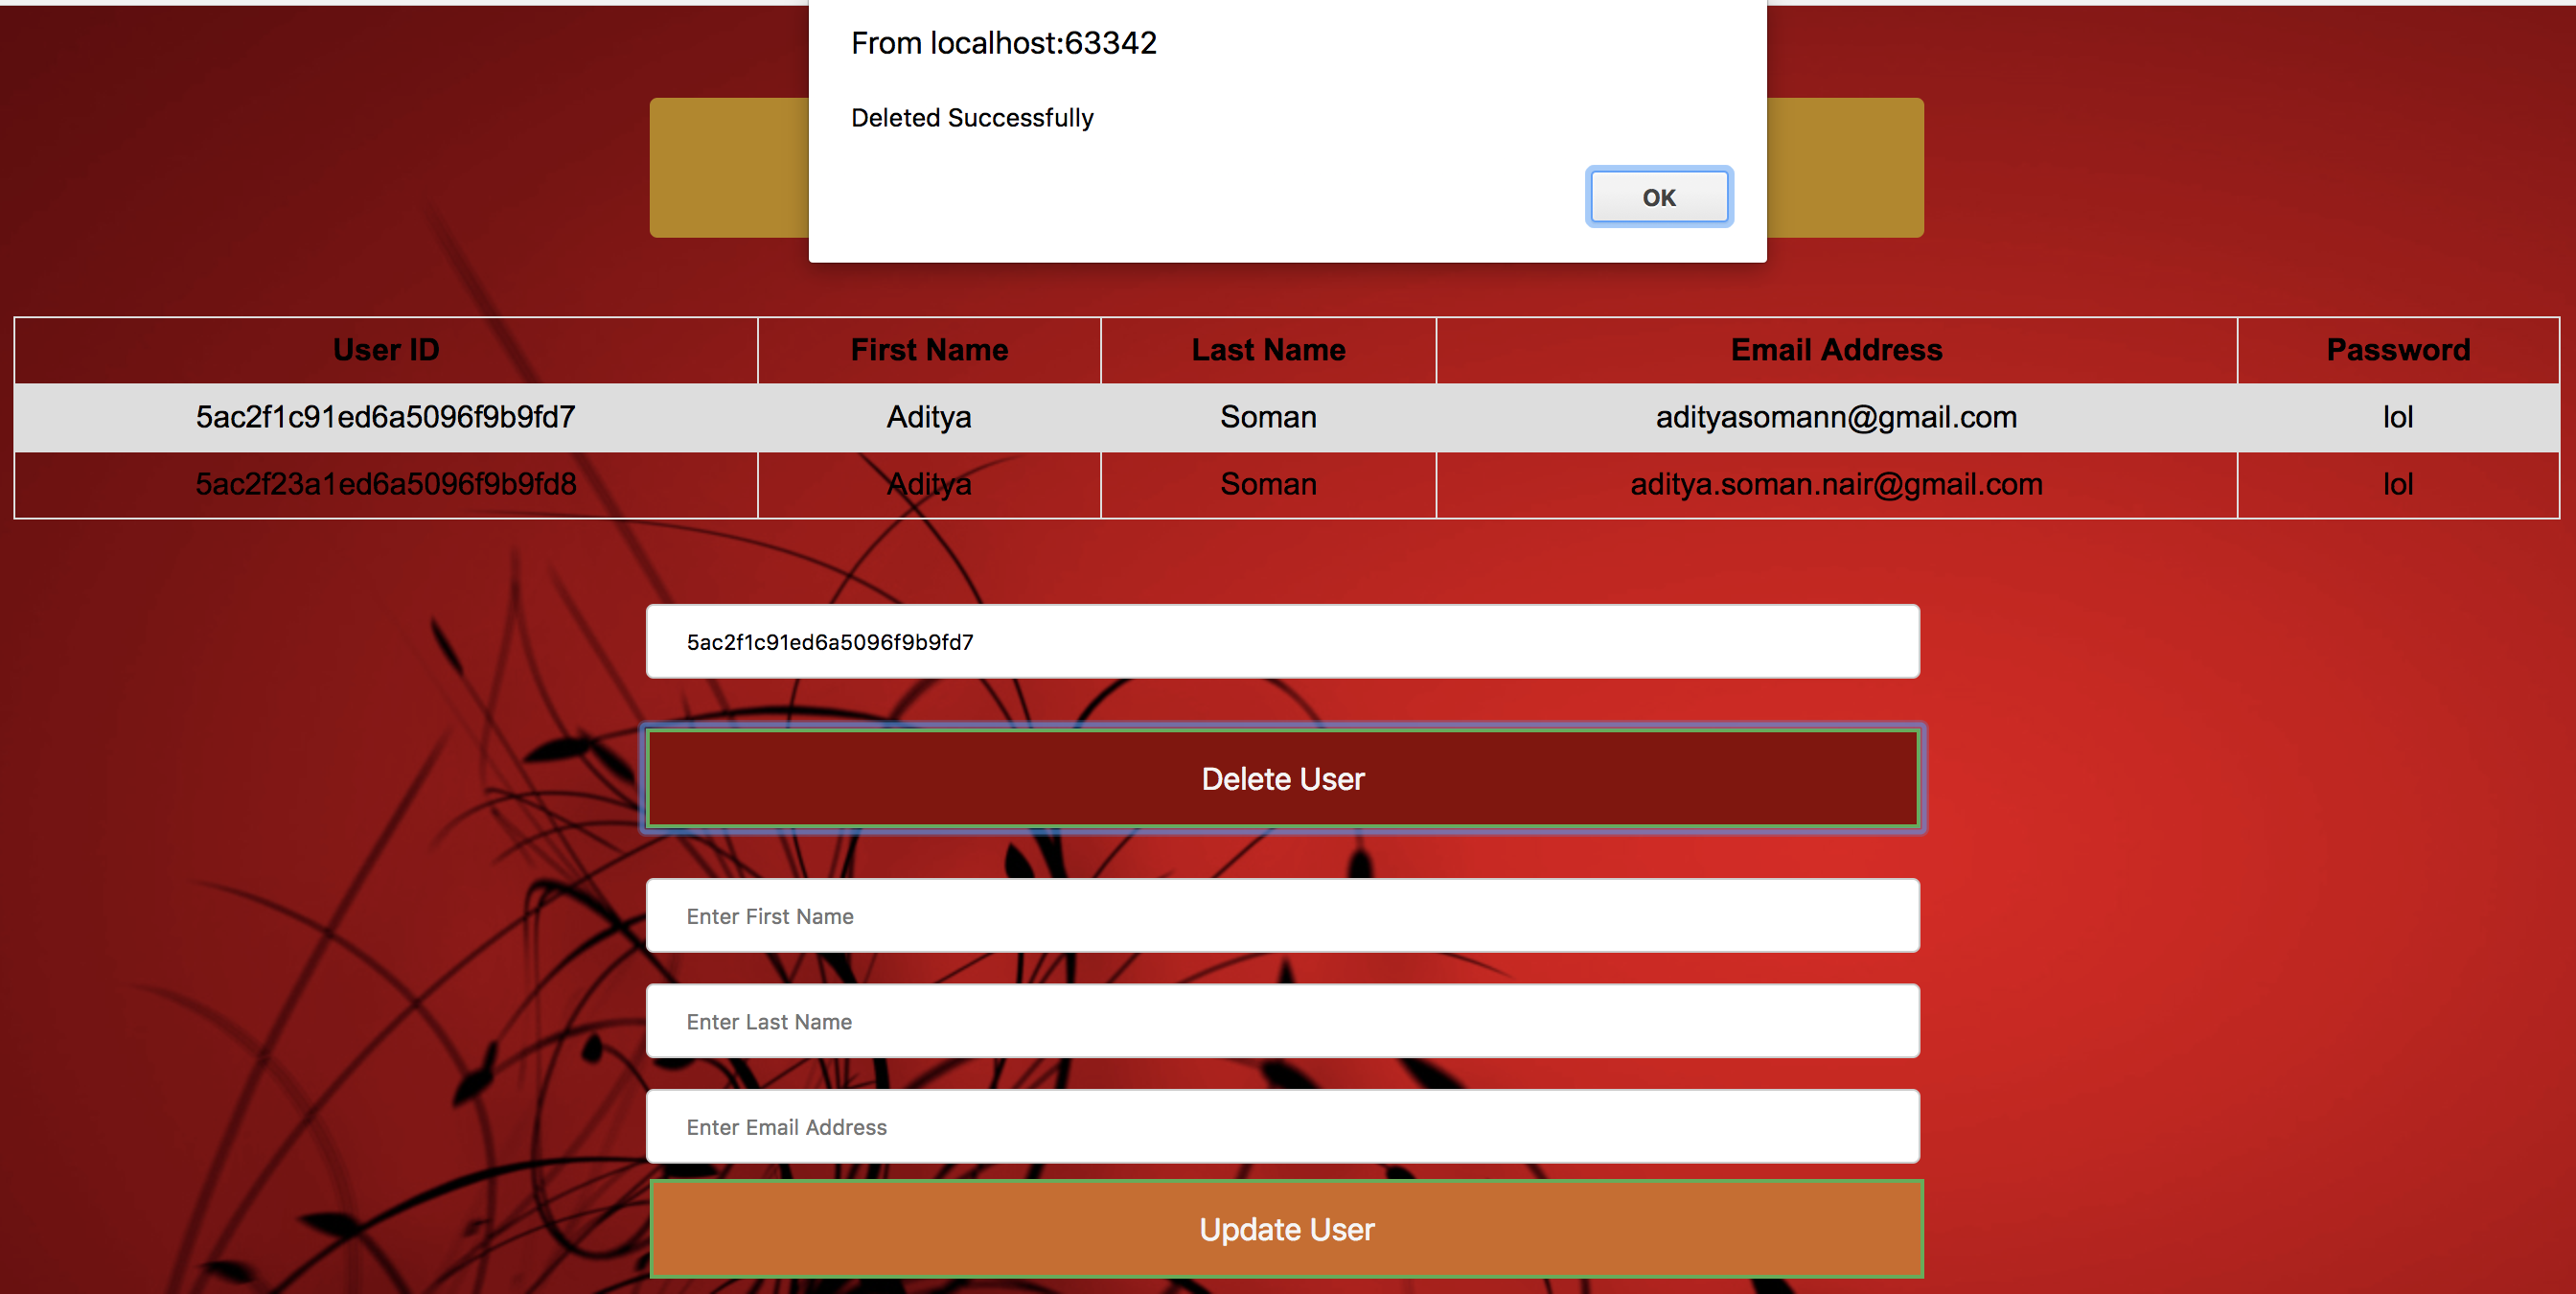 From localhost:63342
Deleted Successfully
OK
User ID First Name Last Name Email Address Password
5ac2f1c91ed6a5096f9b9fd7 Aditya Soman adityasomann@gmail.com lol
5ac2f23a1ed6a5096f9b9fd8 Aditya Soman aditya.soman.nair@gmail.com lol
5ac2f1c91ed6a5096f9b9fd7
Delete User
Enter First Name
Enter Last Name
Enter Email Address
Update User